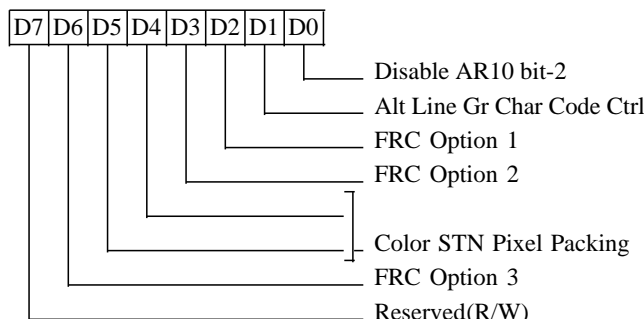 D7 D6 D5 D4 D3 D2 D1 D0
Disable AR10 bit-2
Alt Line Gr Char Code Ctrl
FRC Option 1
FRC Option 2
Color STN Pixel Packing
FRC Option 3
Reserved(R/W)